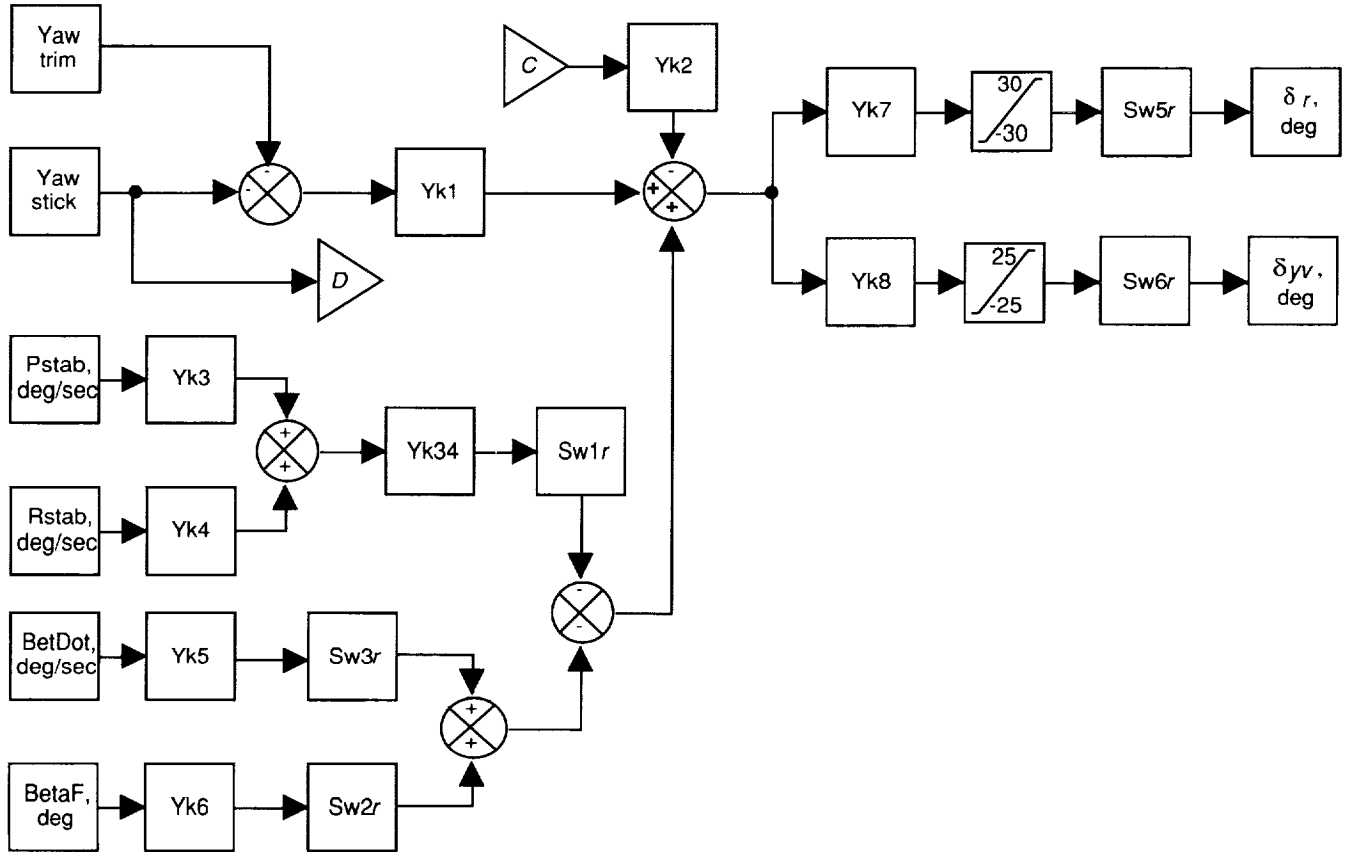 Yaw
trim
C
Yk2
Yk7
30
-30
Sw5r
δ r,
deg
Yaw
stick
-
-
Yk1
-
+
+
D
Yk8
25
-25
Sw6r
δyv,
deg
Pstab,
deg/sec
Yk3
+
+
Yk34
Sw1r
Rstab,
deg/sec
Yk4
-
-
BetDot,
deg/sec
Yk5
Sw3r
+
+
BetaF,
deg
Yk6
Sw2r